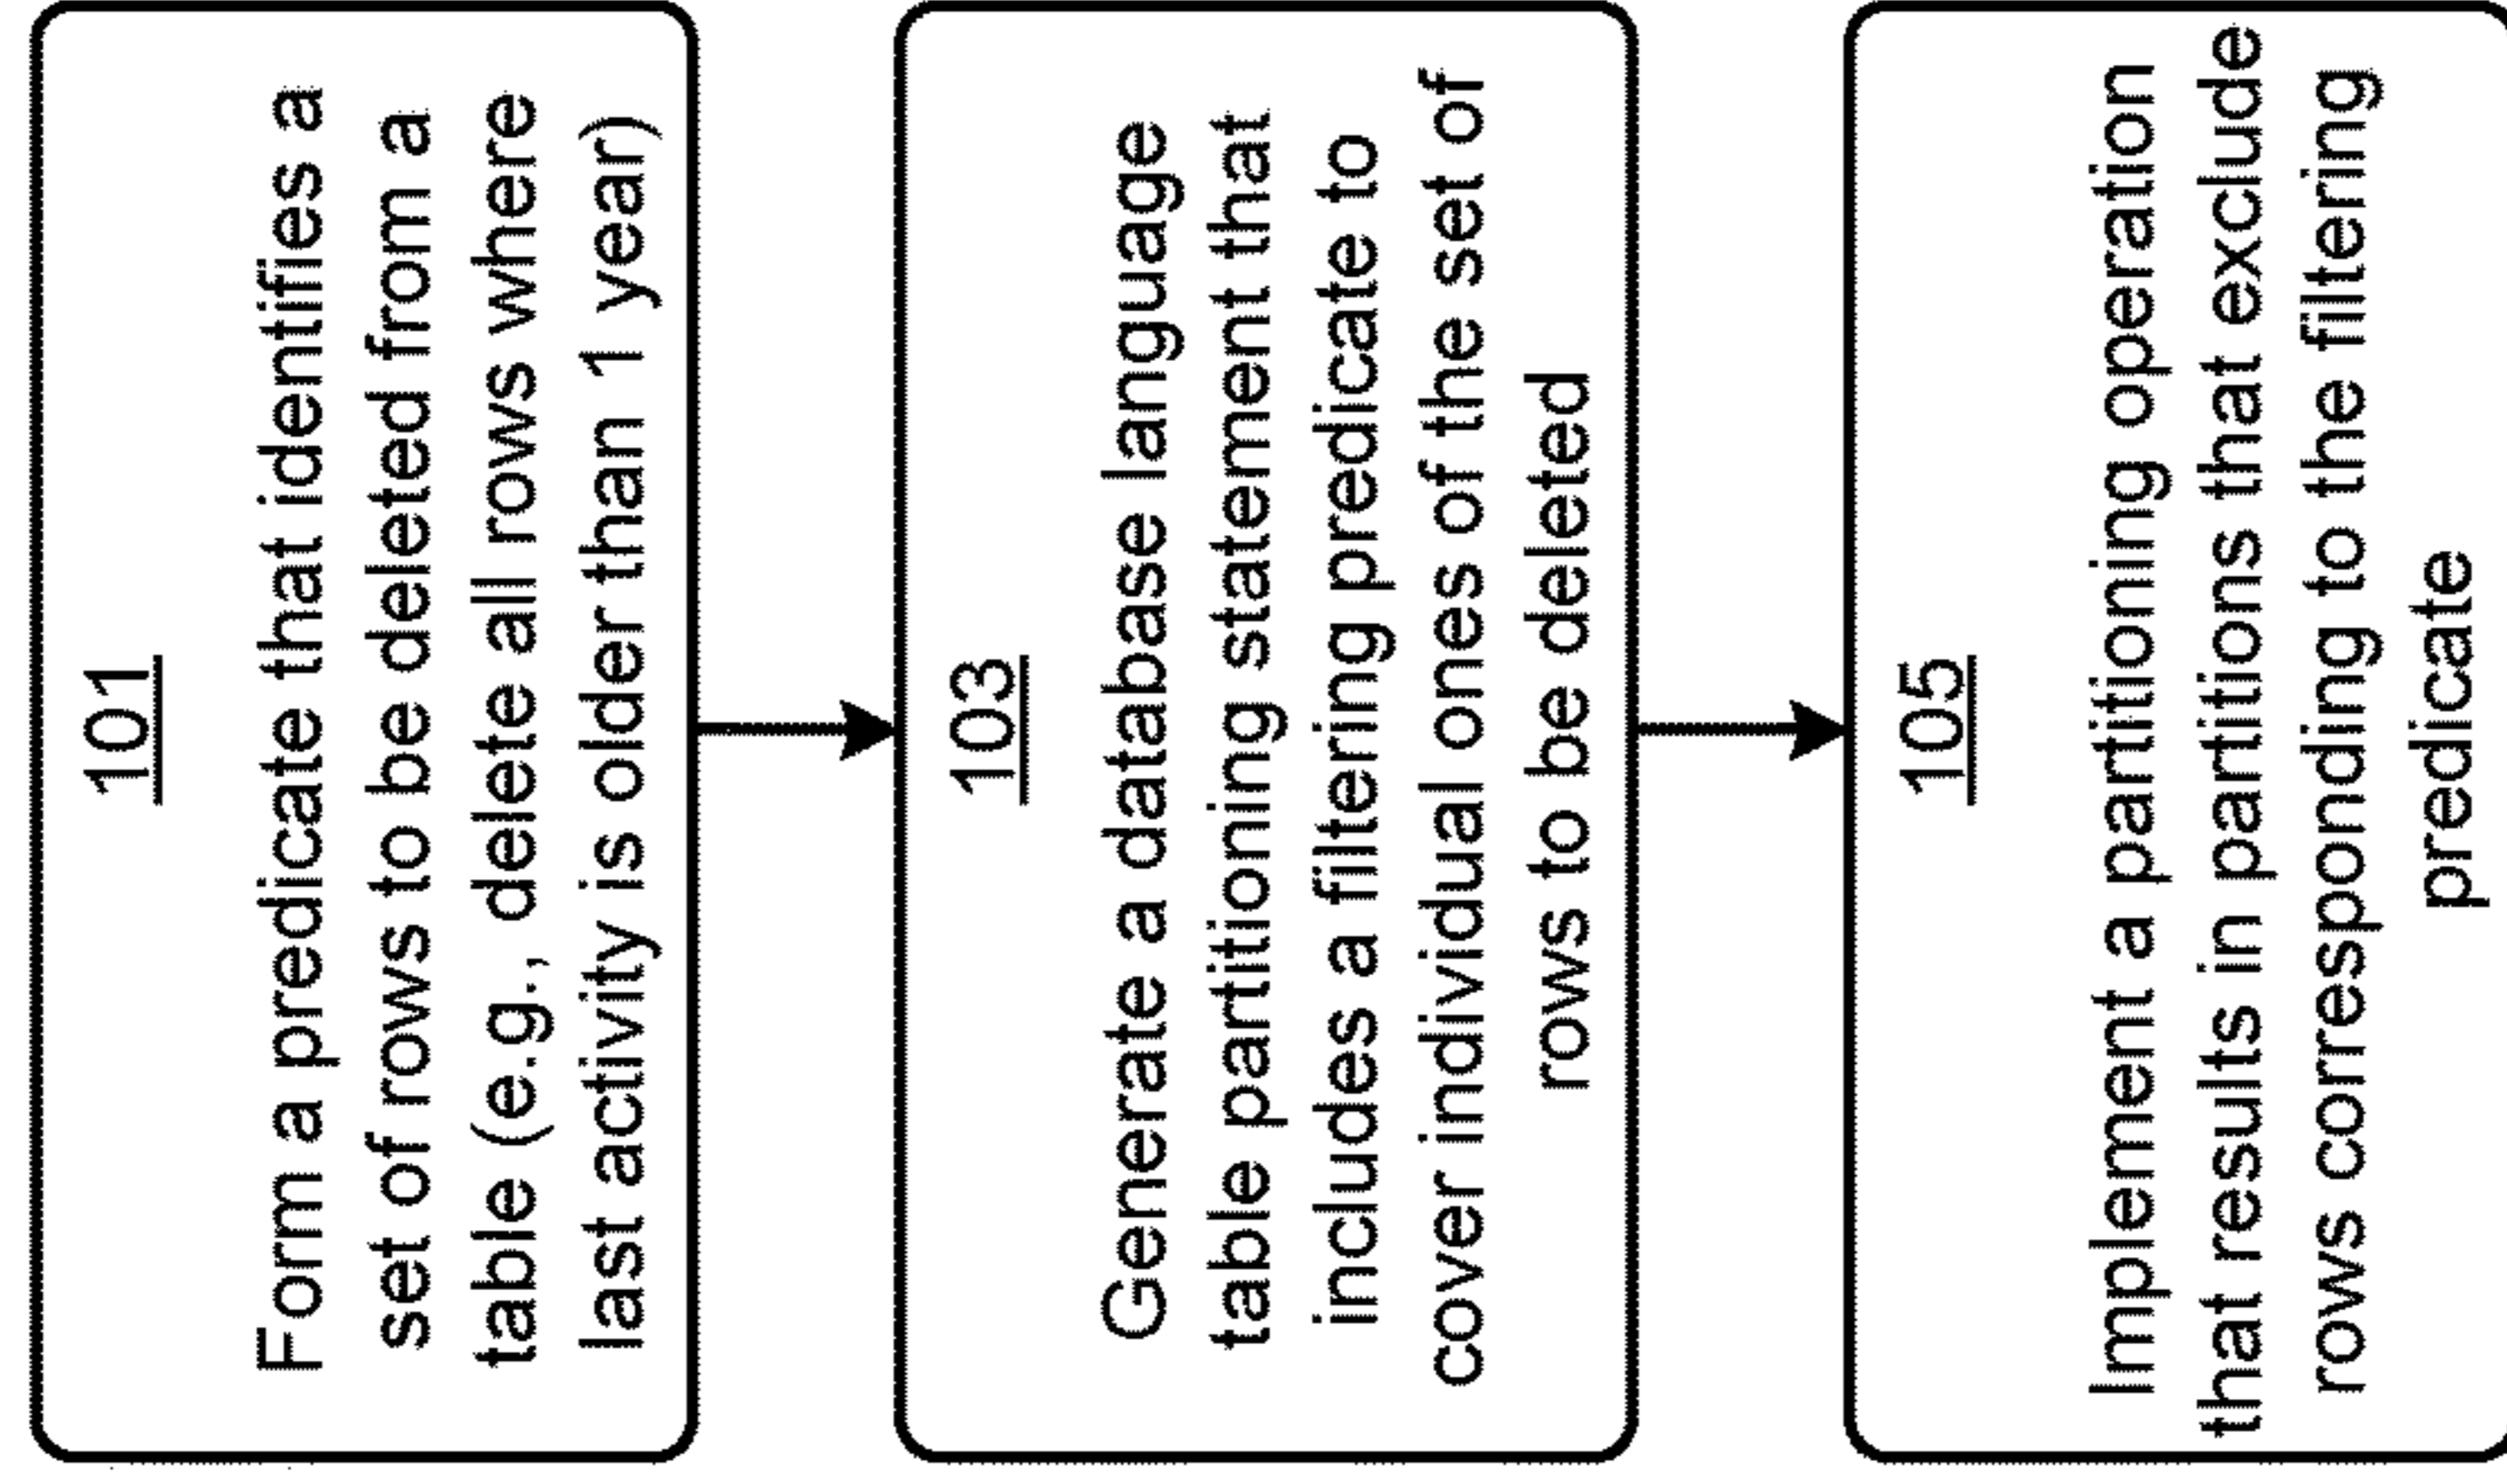 101
Form a predicate that identifies a
set of rows to be deleted from a
table (e.g., delete all rows where
last activity is older than 1 year)
103
Generate a database language
table partitioning statement that
includes a filtering predicate to
cover individual ones of the set of
rows to be deleted
105
Implement a partitioning operation
that results in partitions that exclude
rows corresponding to the filtering
predicate